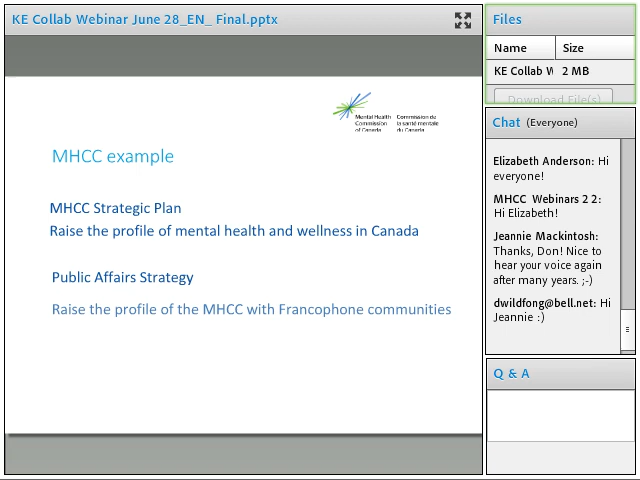 KE Collab Webinar June 28_EN_ Final.pptx
Mental Health
Commission
of Canada
Commission de
la santé mentale
du Canada
MHCC example
MHCC Strategic Plan
Raise the profile of mental health and wellness in Canada
Public Affairs Strategy
Raise the profile of the MHCC with Francophone communities
Files
Name Size
KE Collab W 2 MB
Download File(s)
Chat (Everyone)
Elizabeth Anderson: Hi
everyone!
MHCC Webinars 2 2:
Hi Elizabeth!
Jeannie Mackintosh:
Thanks, Don! Nice to
hear your voice again
after many years. ;-)
dwildfong@bell.net: Hi
Jeannie :)
Q & A